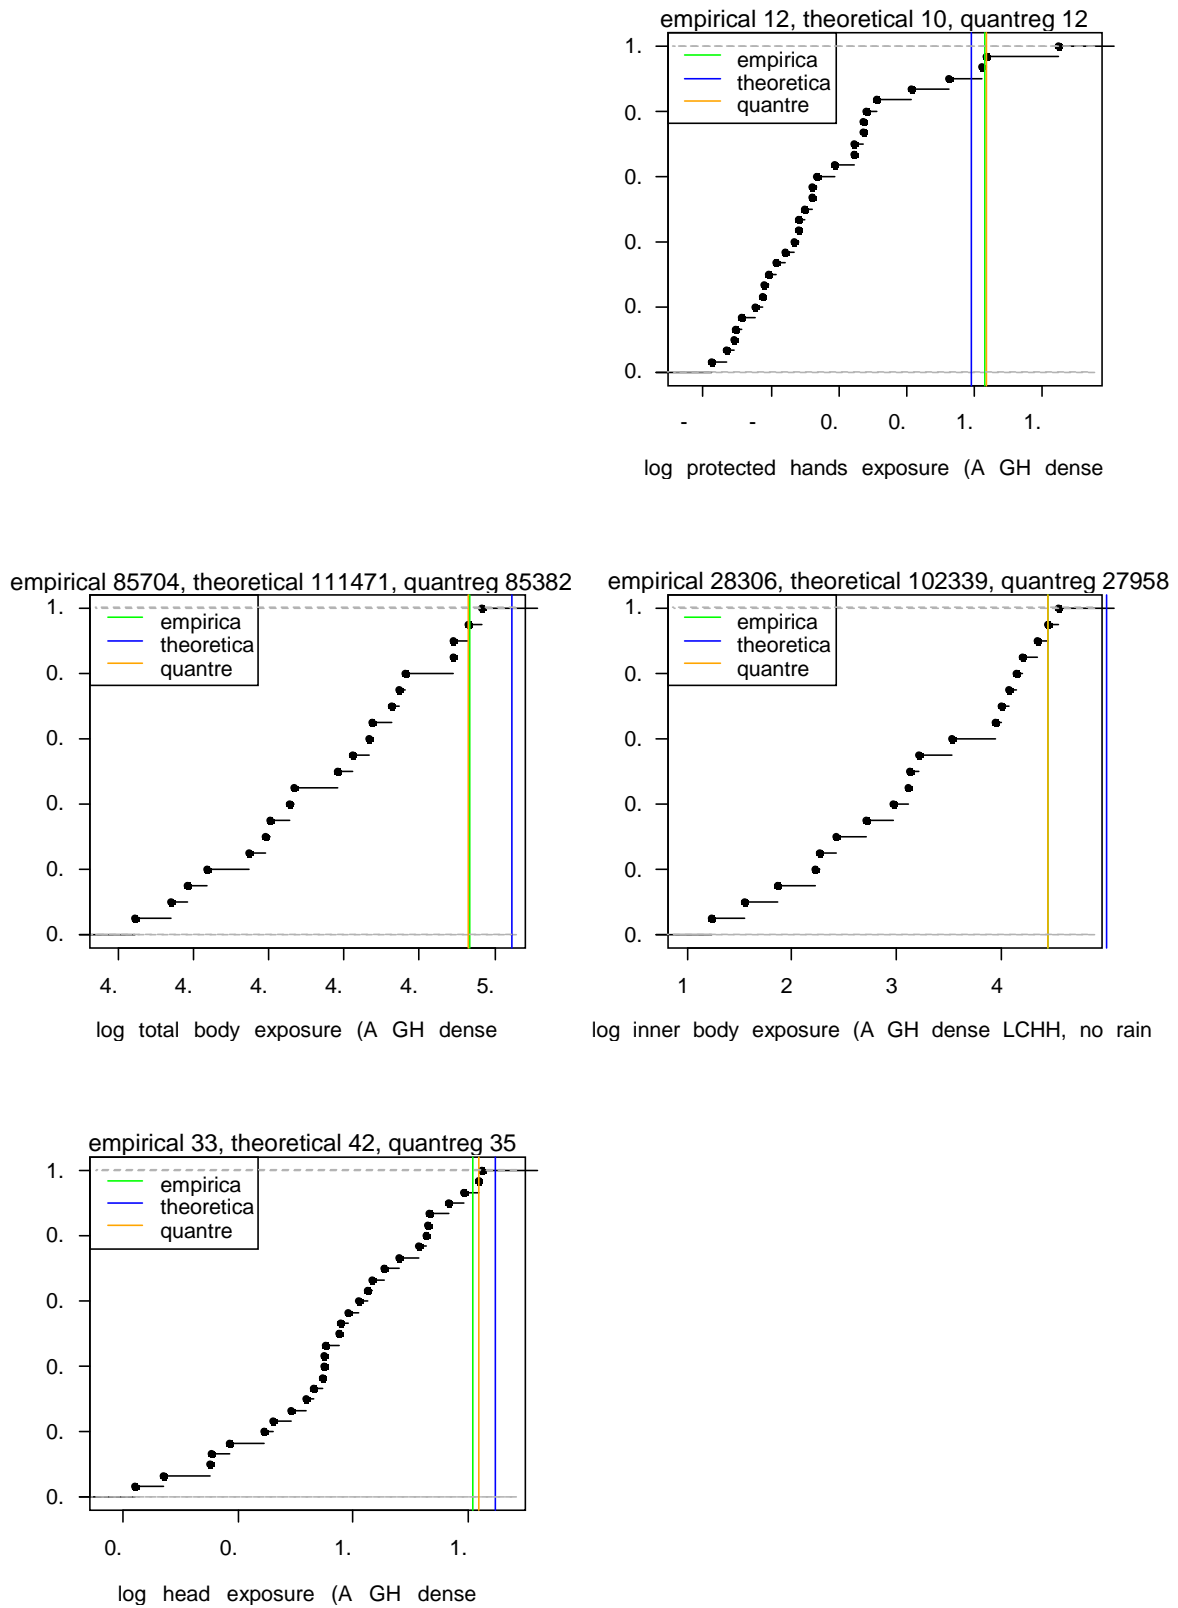 empirical 12, theoretical 10, quantreg 12
empirica
theoretica
quantre
1.
0.
0.
0.
0.
0.
- - 0. 0. 1. 1.
log protected hands exposure (A GH dense
empirical 85704, theoretical 111471, quantreg 85382
empirica
theoretica
quantre
1.
0.
0.
0.
0.
0.
4. 4. 4. 4. 4. 5.
log total body exposure (A GH dense
empirical 28306, theoretical 102339, quantreg 27958
empirica
theoretica
quantre
1.
0.
0.
0.
0.
0.
1 2 3 4
log inner body exposure (A GH dense LCHH, no rain
empirical 33, theoretical 42, quantreg 35
empirica
theoretica
quantre
1.
0.
0.
0.
0.
0.
0. 0. 1. 1.
log head exposure (A GH dense